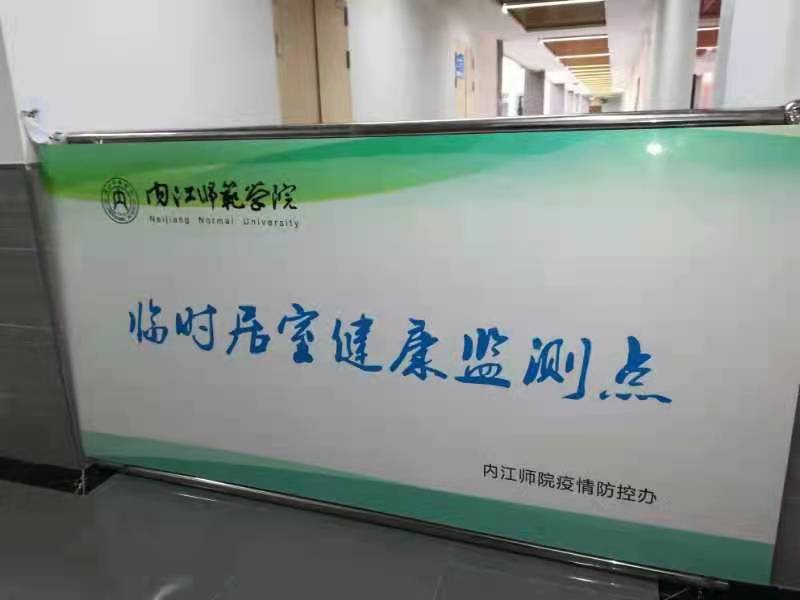 内江师范学院
Neijiang Normal University
临时居室健康监测点
内江师院疫情防控办